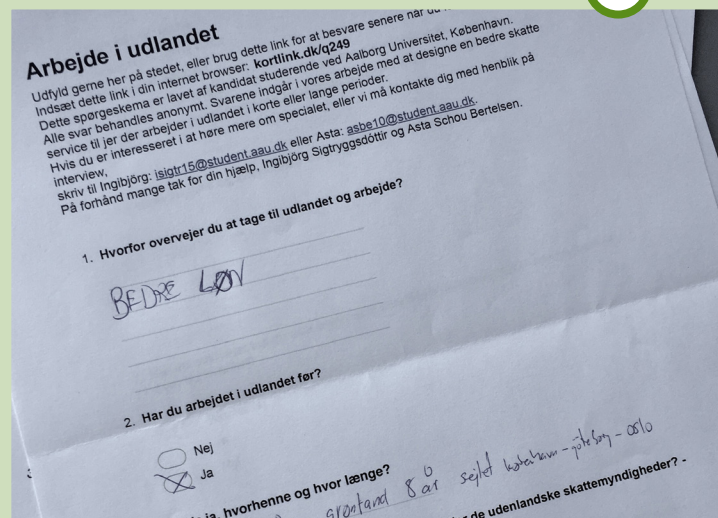 Arbejde i udlandet
Udfyld gerne her på stedet, eller brug dette link for at besvare senere når du
Indsæt dette link i din internet browser: kortlink.dk/q249
Dette spørgeskema er lavet af kandidat studerende ved Aalborg Universitet, København.
Alle svar behandles anonymt. Svarene indgår i vores arbejde med at designe en bedre skatte
service til jer der arbejder i udlandet i korte eller lange perioder.
Hvis du er interesseret i at høre mere om specialet, eller vi må kontakte dig med henblik på
interview,
skriv til Ingibjörg: isigtr15@student.aau.dk eller Asta: asbe10@student.aau.dk.
På forhånd mange tak for din hjælp, Ingibjörg Sigtryggsdóttir og Asta Schou Bertelsen.
1. Hvorfor overvejer du at tage til udlandet og arbejde?
BEDRE LØN
2. Har du arbejdet i udlandet før?
Nej
Ja
ja, hvorhenne og hvor længe?
grønland 8 år sejlet københavn - göteborg - oslo
de udenlandske skattemyndigheder? -